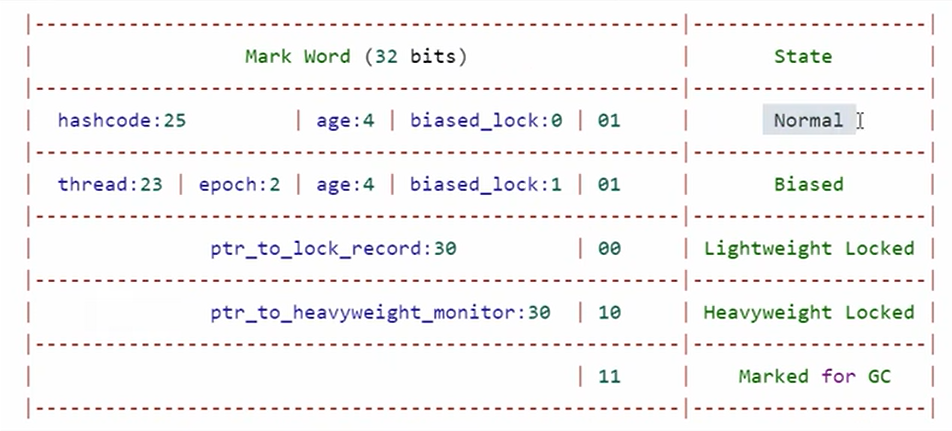 |-------------------------------------------------------|--------------------|
| Mark Word (32 bits) | State |
|-------------------------------------------------------|--------------------|
| hashcode:25 | age:4 | biased_lock:0 | 01 | Normal |
|-------------------------------------------------------|--------------------|
| thread:23 | epoch:2 | age:4 | biased_lock:1 | 01 | Biased |
|-------------------------------------------------------|--------------------|
| ptr_to_lock_record:30 | 00 | Lightweight Locked |
|-------------------------------------------------------|--------------------|
| ptr_to_heavyweight_monitor:30 | 10 | Heavyweight Locked |
|-------------------------------------------------------|--------------------|
| | 11 | Marked for GC |
|-------------------------------------------------------|--------------------|